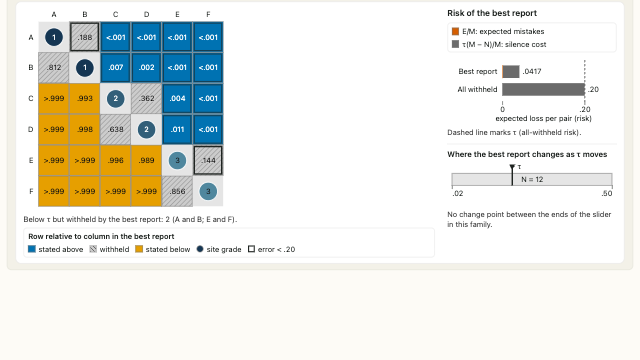 A B C D E F
A 1 .188 <.001 <.001 <.001 <.001
B .812 1 .007 .002 <.001 <.001
C >.999 .993 2 .362 .004 <.001
D >.999 .998 .638 2 .011 <.001
E >.999 >.999 .996 .989 3 .144
F >.999 >.999 >.999 >.999 .856 3
Below τ but withheld by the best report: 2 (A and B; E and F).
Row relative to column in the best report
stated above withheld stated below site grade error < .20
Risk of the best report
E/M: expected mistakes
τ(M − N)/M: silence cost
Best report .0417
All withheld .20
0 .20
expected loss per pair (risk)
Dashed line marks τ (all-withheld risk).
Where the best report changes as τ moves
τ
N = 12
.02 .50
No change point between the ends of the slider
in this family.